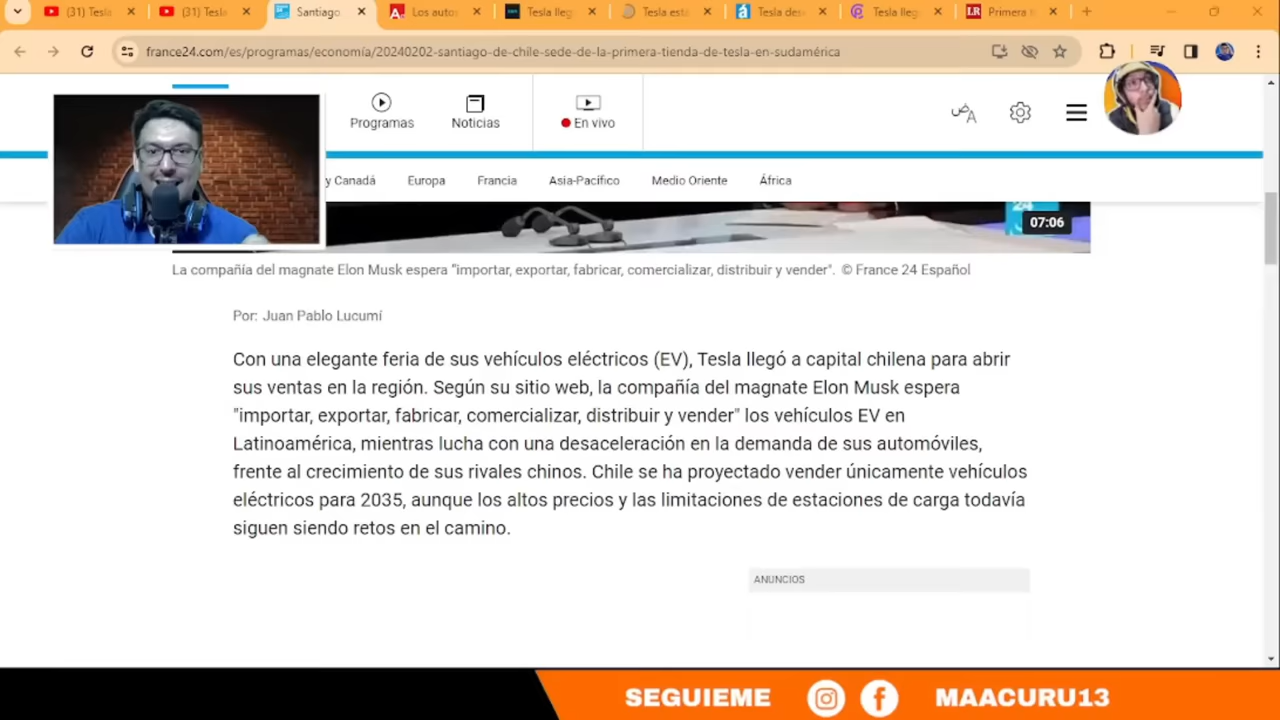 (31) Tesla
(31) Tesla
Santiago
Los autos
Tesla lleg
Tesla está
Tesla des
Tesla lleg
LR Primera ti
france24.com/es/programas/economía/20240202-santiago-de-chile-sede-de-la-primera-tienda-de-tesla-en-sudamérica
Programas
Noticias
En vivo
y Canadá
Europa
Francia
Asia-Pacífico
Medio Oriente
África
24
07:06
La compañía del magnate Elon Musk espera "importar, exportar, fabricar, comercializar, distribuir y vender". © France 24 Español
Por: Juan Pablo Lucumí
Con una elegante feria de sus vehículos eléctricos (EV), Tesla llegó a capital chilena para abrir
sus ventas en la región. Según su sitio web, la compañía del magnate Elon Musk espera
"importar, exportar, fabricar, comercializar, distribuir y vender" los vehículos EV en
Latinoamérica, mientras lucha con una desaceleración en la demanda de sus automóviles,
frente al crecimiento de sus rivales chinos. Chile se ha proyectado vender únicamente vehículos
eléctricos para 2035, aunque los altos precios y las limitaciones de estaciones de carga todavía
siguen siendo retos en el camino.
ANUNCIOS
SEGUIEME
MAACURU13